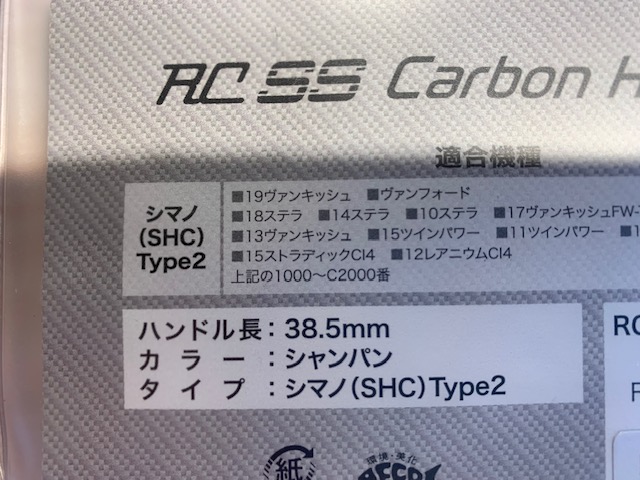 RC SS Carbon H
適合機種
シマノ
(SHC)
Type2
■19ヴァンキッシュ ■ヴァンフォード
■18ステラ ■14ステラ ■10ステラ ■17ヴァンキッシュFW-
■13ヴァンキッシュ ■15ツインパワー ■11ツインパワー ■1
■15ストラディックCI4 ■12レアニウムCI4
上記の1000〜C2000番
ハンドル長：38.5mm
カラー：シャンパン
タイプ：シマノ(SHC)Type2
RC
F
紙
環境・美化